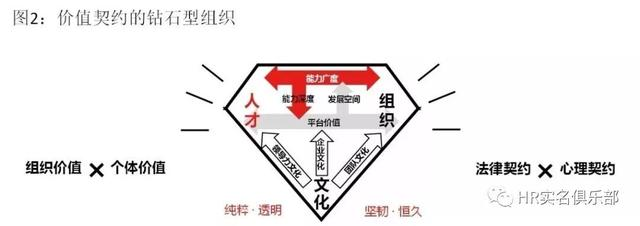 图2：价值契约的钻石型组织
能力广度
人才
能力深度
发展空间
组织
平台价值
领导力文化
企业文化
团队文化
文化
组织价值 × 个体价值
法律契约 × 心理契约
纯粹·透明
坚韧·恒久
HR实名俱乐部